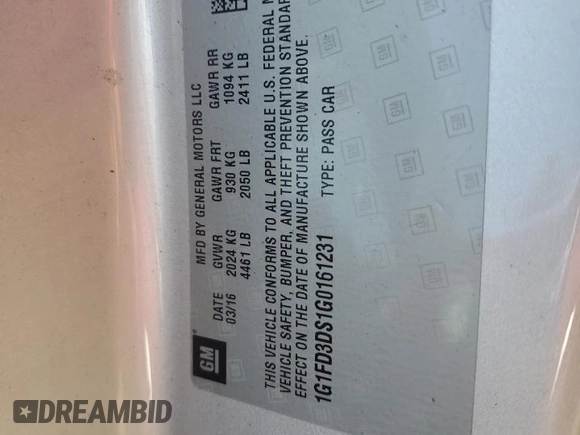 GM
MFD BY GENERAL MOTORS LLC
DATE GVWR GAWR FRT GAWR RR
03/16 2024 KG 930 KG 1094 KG
4461 LB 2050 LB 2411 LB
THIS VEHICLE CONFORMS TO ALL APPLICABLE U.S. FEDERAL
VEHICLE SAFETY, BUMPER, AND THEFT PREVENTION
EFFECT ON THE DATE OF MANUFACTURE SHOWN ABOVE.
1G1FD3DS1G0161231 TYPE: PASS CAR
DREAMBID